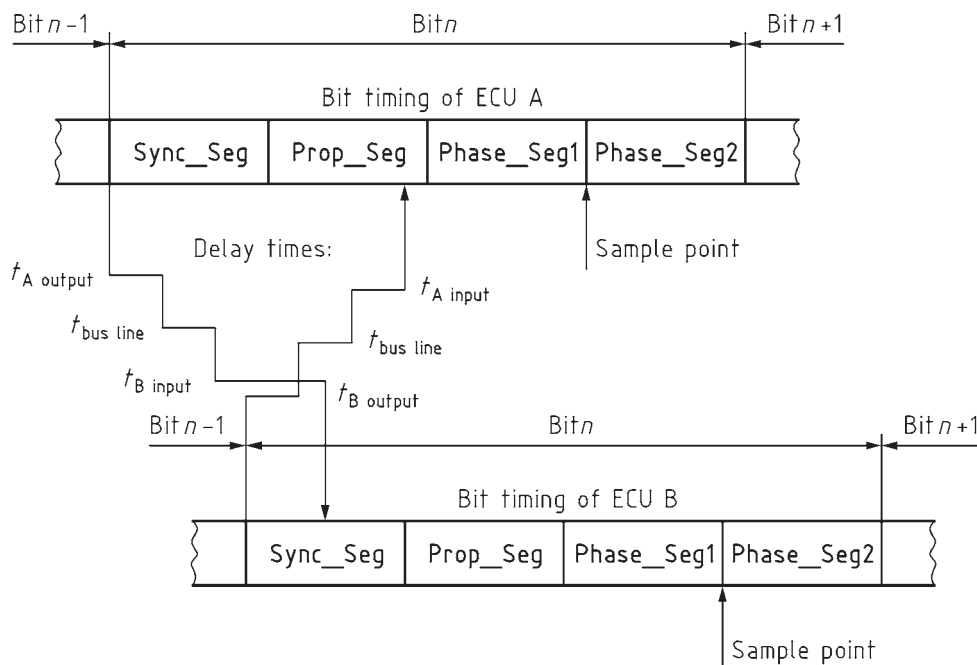 Bit n−1 Bit n Bit n+1
Bit timing of ECU A
Sync_Seg Prop_Seg Phase_Seg1 Phase_Seg2
Delay times: Sample point
t A output
t A input
t bus line
t bus line
t B input
t B output
Bit n−1 Bit n Bit n+1
Bit timing of ECU B
Sync_Seg Prop_Seg Phase_Seg1 Phase_Seg2
Sample point